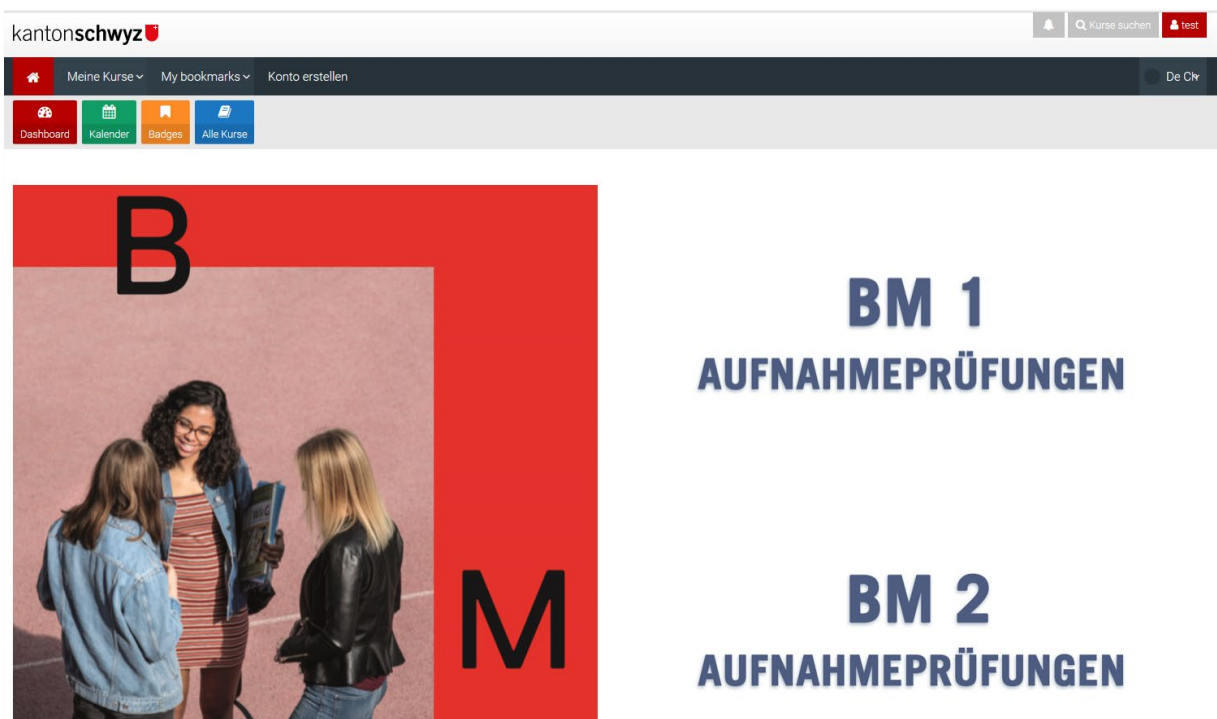 kantonschwyz
Kurse suchen
test
Meine Kurse
My bookmarks
Konto erstellen
De Ch
Dashboard
Kalender
Badges
Alle Kurse
B
M
BM 1
AUFNAHMEPRÜFUNGEN
BM 2
AUFNAHMEPRÜFUNGEN